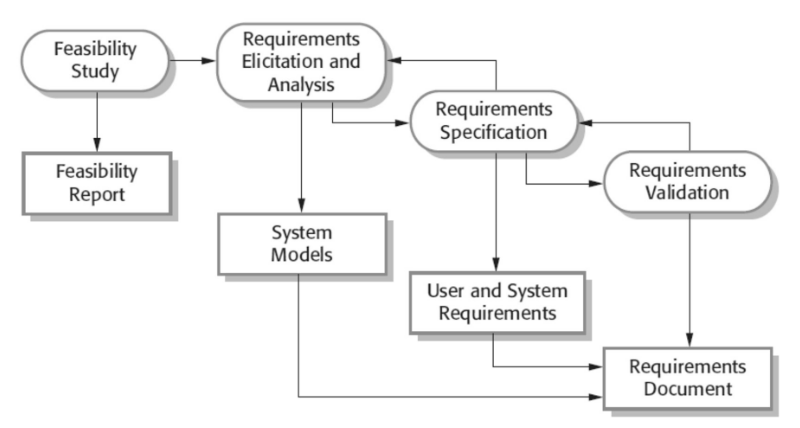 Feasibility
Study
Requirements
Elicitation and
Analysis
Requirements
Specification
Feasibility
Report
Requirements
Validation
System
Models
User and System
Requirements
Requirements
Document